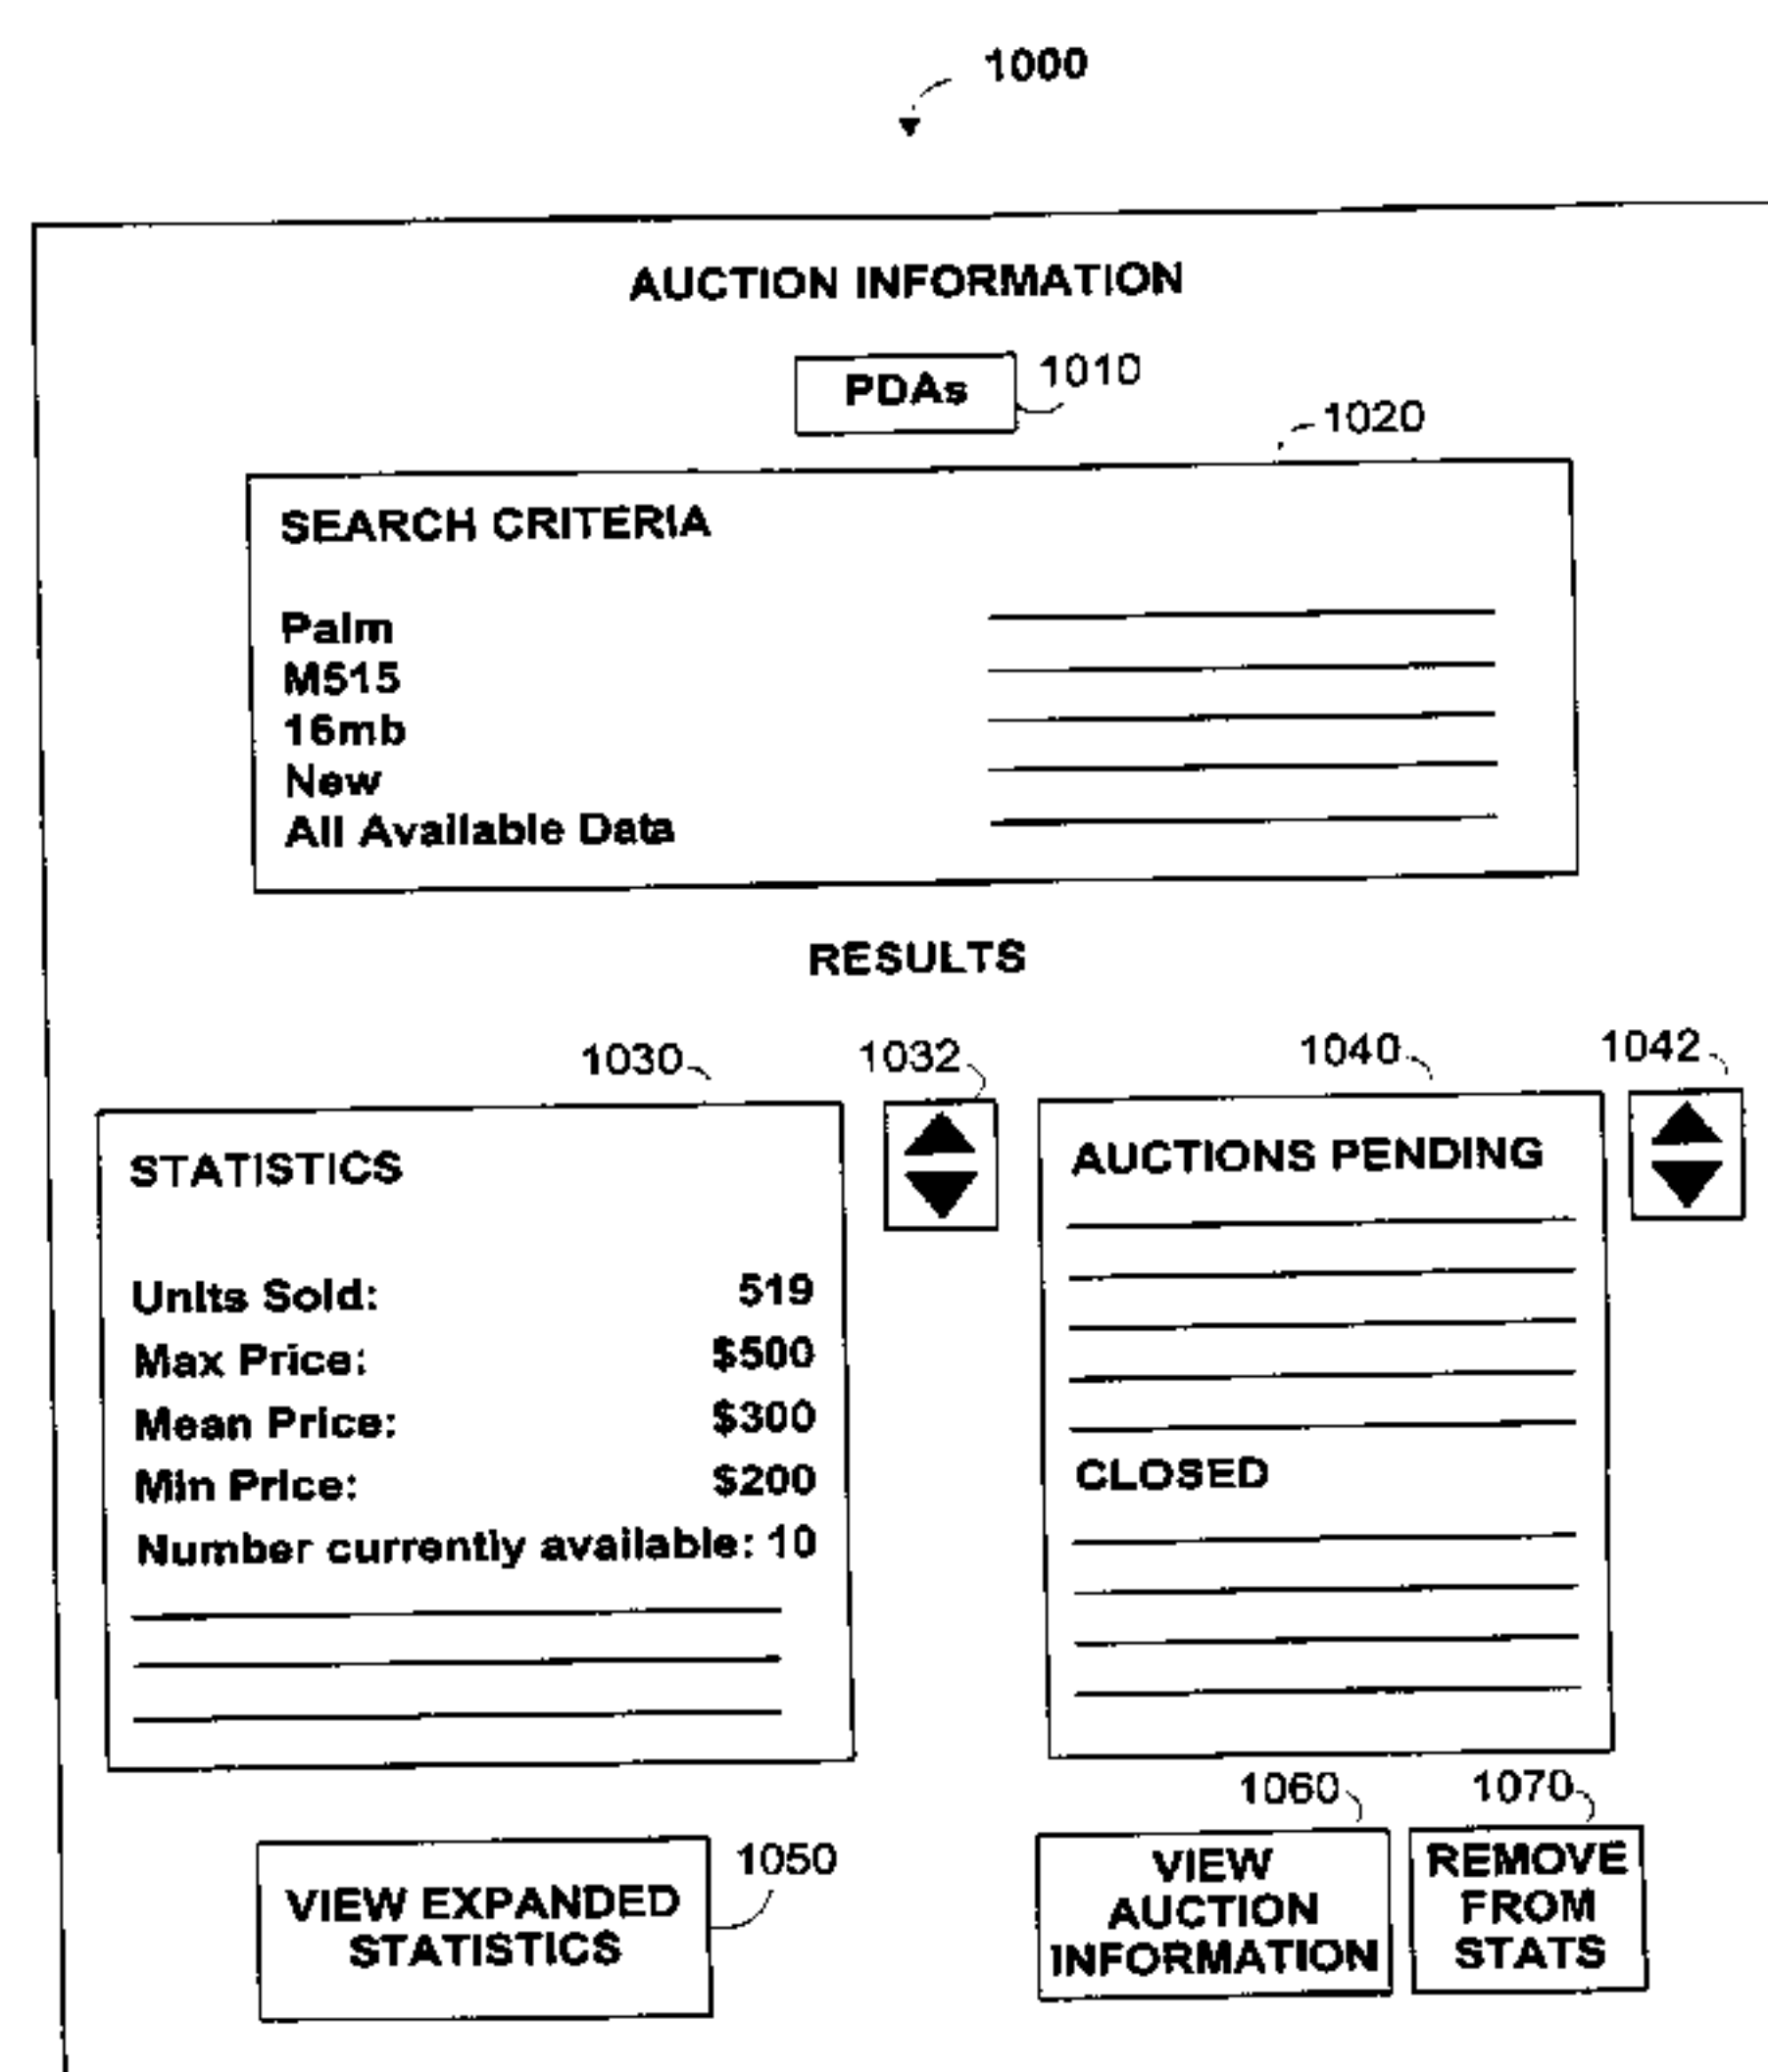 1000
AUCTION INFORMATION
PDAs
1010
1020
SEARCH CRITERIA
Palm
M515
16mb
New
All Available Data
RESULTS
1030
1032
1040
1042
STATISTICS
Units Sold: 519
Max Price: $500
Mean Price: $300
Min Price: $200
Number currently available: 10
AUCTIONS PENDING
CLOSED
1050
VIEW EXPANDED
STATISTICS
1060
VIEW
AUCTION
INFORMATION
1070
REMOVE
FROM
STATS